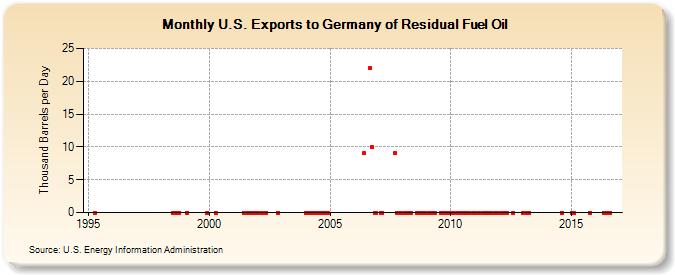 Monthly U.S. Exports to Germany of Residual Fuel Oil
Thousand Barrels per Day
25
20
15
10
5
0
1995 2000 2005 2010 2015
Source: U.S. Energy Information Administration